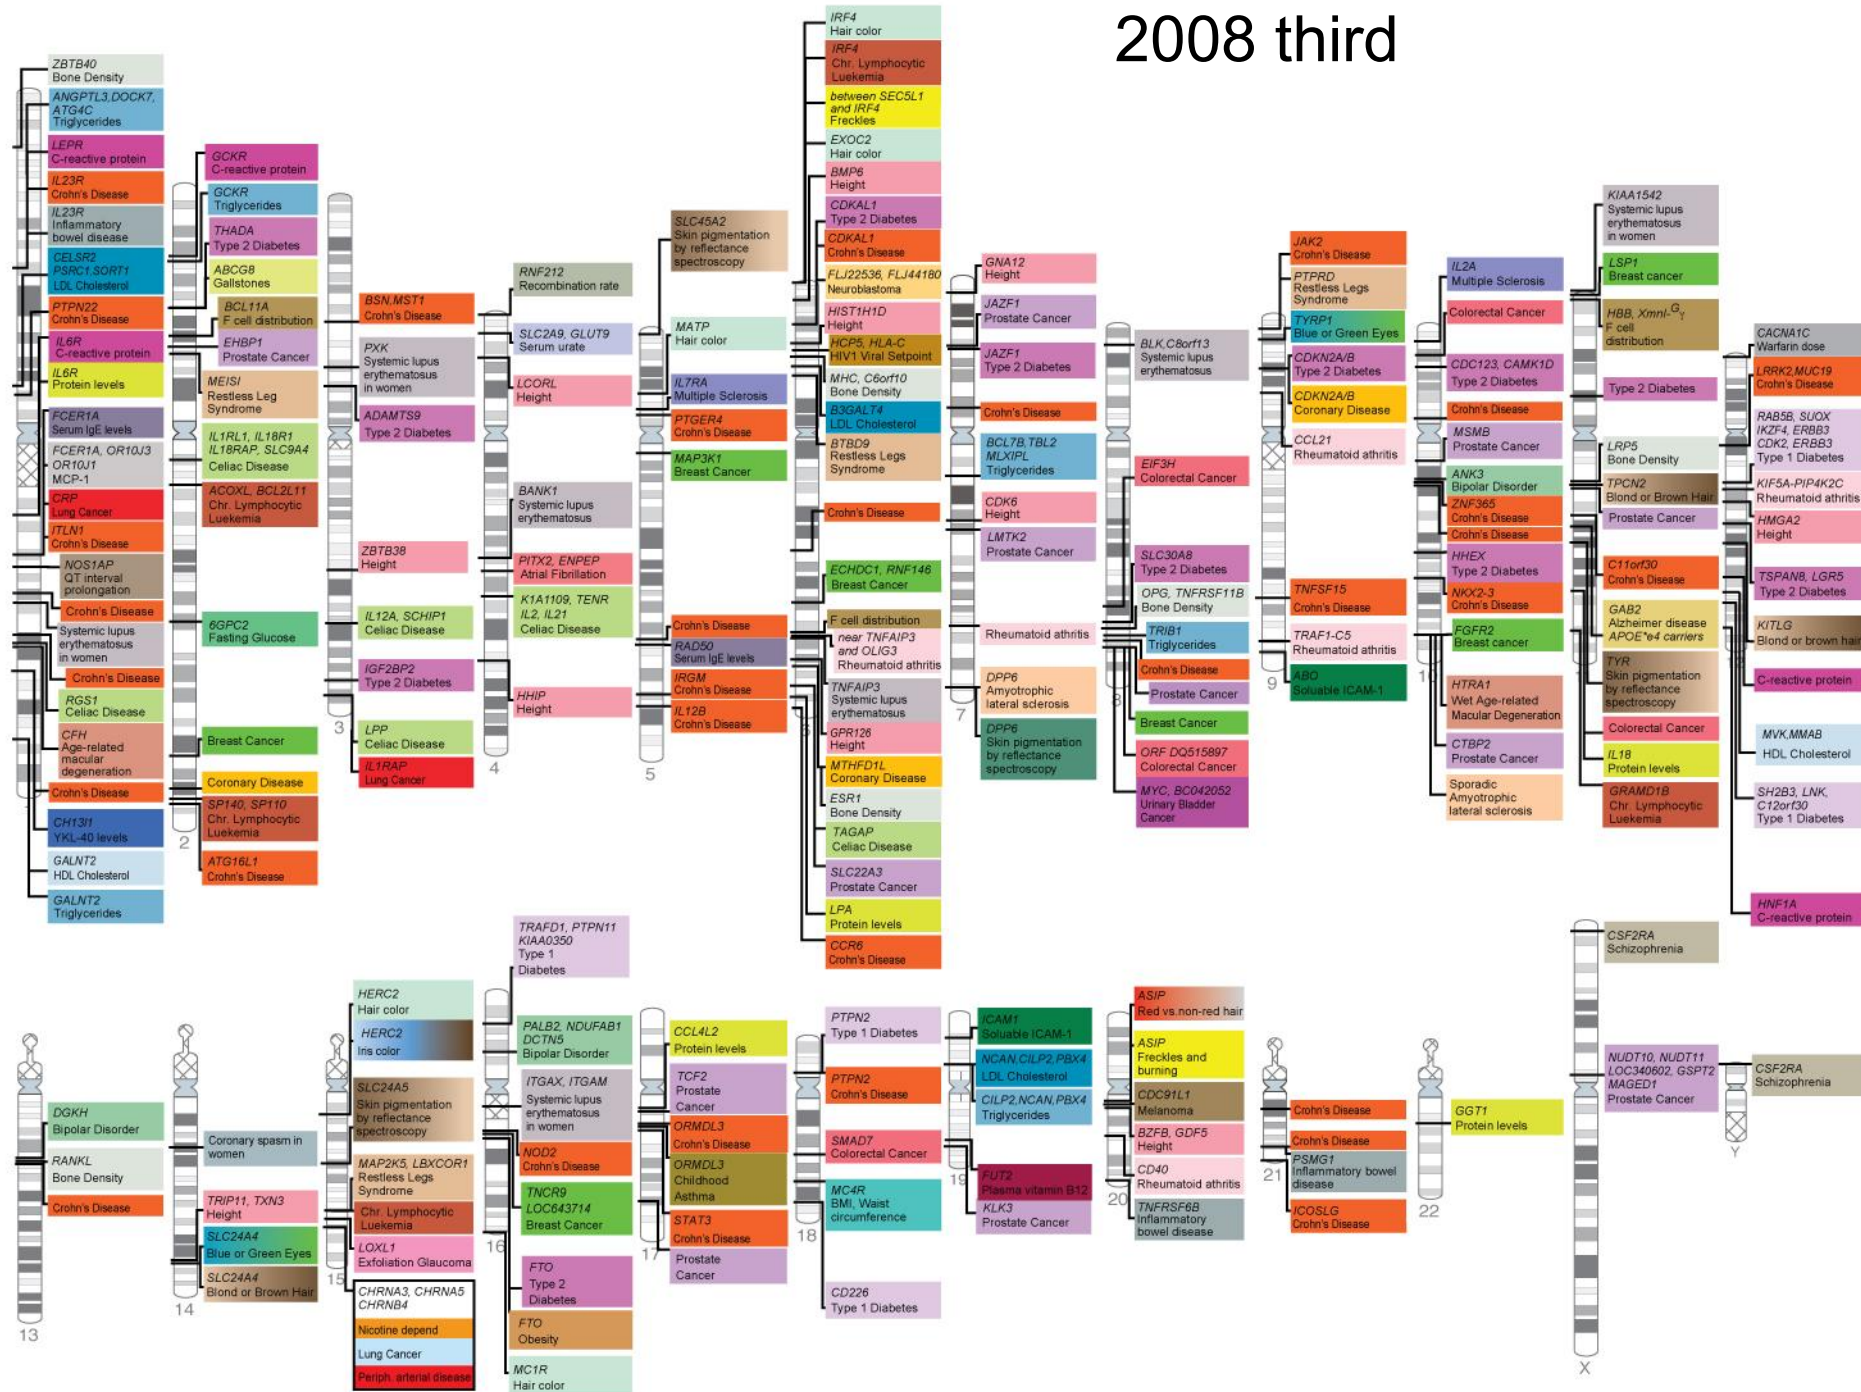 2008 third
ZBTB40
Bone Density
ANGPTL3,DOCK7,
ATG4C
Triglycerides
LEPR
C-reactive protein
IL23R
Crohn's Disease
IL23R
Inflammatory
bowel disease
CELSR2
PSRC1,SORT1
LDL Cholesterol
PTPN22
Crohn's Disease
IL6R
C-reactive protein
IL6R
Protein levels
FCER1A
Serum IgE levels
FCER1A, OR10J3
OR10J1
MCP-1
CRP
Lung Cancer
ITLN1
Crohn's Disease
NOS1AP
QT interval
prolongation
Crohn's Disease
Systemic lupus
erythematosus
in women
Crohn's Disease
RGS1
Celiac Disease
CFH
Age-related
macular
degeneration
Crohn's Disease
CH13I1
YKL-40 levels
GALNT2
HDL Cholesterol
GALNT2
Triglycerides
GCKR
C-reactive protein
GCKR
Triglycerides
THADA
Type 2 Diabetes
ABCG8
Gallstones
BCL11A
F cell distribution
EHBP1
Prostate Cancer
MEISI
Restless Leg
Syndrome
IL1RL1, IL18R1
IL18RAP, SLC9A4
Celiac Disease
ACOXL, BCL2L11
Chr. Lymphocytic
Luekemia
6GPC2
Fasting Glucose
Breast Cancer
Coronary Disease
SP140, SP110
Chr. Lymphocytic
Luekemia
ATG16L1
Crohn's Disease
2
BSN,MST1
Crohn's Disease
PXK
Systemic lupus
erythematosus
in women
ADAMTS9
Type 2 Diabetes
ZBTB38
Height
IL12A, SCHIP1
Celiac Disease
IGF2BP2
Type 2 Diabetes
LPP
Celiac Disease
IL1RAP
Lung Cancer
3
RNF212
Recombination rate
SLC2A9, GLUT9
Serum urate
LCORL
Height
BANK1
Systemic lupus
erythematosus
PITX2, ENPEP
Atrial Fibrillation
K1A1109, TENR
IL2, IL21
Celiac Disease
HHIP
Height
4
SLC45A2
Skin pigmentation
by reflectance
spectroscopy
MATP
Hair color
IL7RA
Multiple Sclerosis
PTGER4
Crohn's Disease
MAP3K1
Breast Cancer
Crohn's Disease
RAD50
Serum IgE levels
IRGM
Crohn's Disease
IL12B
Crohn's Disease
5
IRF4
Hair color
IRF4
Chr. Lymphocytic
Luekemia
between SEC5L1
and IRF4
Freckles
EXOC2
Hair color
BMP6
Height
CDKAL1
Type 2 Diabetes
CDKAL1
Crohn's Disease
FLJ22536, FLJ44180
Neuroblastoma
HIST1H1D
Height
HCP5, HLA-C
HIV1 Viral Setpoint
MHC, C6orf10
Bone Density
B3GALT4
LDL Cholesterol
BTBD9
Restless Legs
Syndrome
Crohn's Disease
ECHDC1, RNF146
Breast Cancer
F cell distribution
near TNFAIP3
and OLIG3
Rheumatoid athritis
TNFAIP3
Systemic lupus
erythematosus
GPR126
Height
MTHFD1L
Coronary Disease
ESR1
Bone Density
TAGAP
Celiac Disease
SLC22A3
Prostate Cancer
LPA
Protein levels
CCR6
Crohn's Disease
GNA12
Height
JAZF1
Prostate Cancer
JAZF1
Type 2 Diabetes
Crohn's Disease
BCL7B,TBL2
MLXIPL
Triglycerides
CDK6
Height
LMTK2
Prostate Cancer
Rheumatoid athritis
DPP6
Amyotrophic
lateral sclerosis
DPP6
Skin pigmentation
by reflectance
spectroscopy
7
BLK,C8orf13
Systemic lupus
erythematosus
EIF3H
Colorectal Cancer
SLC30A8
Type 2 Diabetes
OPG, TNFRSF11B
Bone Density
TRIB1
Triglycerides
Crohn's Disease
Prostate Cancer
Breast Cancer
ORF DQ515897
Colorectal Cancer
MYC, BC042052
Urinary Bladder
Cancer
8
JAK2
Crohn's Disease
PTPRD
Restless Legs
Syndrome
TYRP1
Blue or Green Eyes
CDKN2A/B
Type 2 Diabetes
CDKN2A/B
Coronary Disease
CCL21
Rheumatoid athritis
TNFSF15
Crohn's Disease
TRAF1-C5
Rheumatoid athritis
ABO
Soluable ICAM-1
9
IL2A
Multiple Sclerosis
Colorectal Cancer
CDC123, CAMK1D
Type 2 Diabetes
Crohn's Disease
MSMB
Prostate Cancer
ANK3
Bipolar Disorder
ZNF365
Crohn's Disease
Crohn's Disease
HHEX
Type 2 Diabetes
NKX2-3
Crohn's Disease
FGFR2
Breast cancer
HTRA1
Wet Age-related
Macular Degeneration
CTBP2
Prostate Cancer
Sporadic
Amyotrophic
lateral sclerosis
10
KIAA1542
Systemic lupus
erythematosus
in women
LSP1
Breast cancer
HBB, XmnI-Gγ
F cell
distribution
Type 2 Diabetes
LRP5
Bone Density
TPCN2
Blond or Brown Hair
Prostate Cancer
C11orf30
Crohn's Disease
GAB2
Alzheimer disease
APOE*e4 carriers
TYR
Skin pigmentation
by reflectance
spectroscopy
Colorectal Cancer
IL18
Protein levels
GRAMD1B
Chr. Lymphocytic
Luekemia
CACNA1C
Warfarin dose
LRRK2,MUC19
Crohn's Disease
RAB5B, SUOX
IKZF4, ERBB3
CDK2, ERBB3
Type 1 Diabetes
KIF5A-PIP4K2C
Rheumatoid athritis
HMGA2
Height
TSPAN8, LGR5
Type 2 Diabetes
KITLG
Blond or brown hair
C-reactive protein
MVK,MMAB
HDL Cholesterol
SH2B3, LNK,
C12orf30
Type 1 Diabetes
HNF1A
C-reactive protein
DGKH
Bipolar Disorder
RANKL
Bone Density
Crohn's Disease
13
Coronary spasm in
women
TRIP11, TXN3
Height
SLC24A4
Blue or Green Eyes
SLC24A4
Blond or Brown Hair
14
HERC2
Hair color
HERC2
Iris color
SLC24A5
Skin pigmentation
by reflectance
spectroscopy
MAP2K5, LBXCOR1
Restless Legs
Syndrome
Chr. Lymphocytic
Luekemia
LOXL1
Exfoliation Glaucoma
15
CHRNA3, CHRNA5
CHRNB4
Nicotine depend
Lung Cancer
Periph. arterial disease
TRAFD1, PTPN11
KIAA0350
Type 1
Diabetes
PALB2, NDUFAB1
DCTN5
Bipolar Disorder
ITGAX, ITGAM
Systemic lupus
erythematosus
in women
NOD2
Crohn's Disease
TNCR9
LOC643714
Breast Cancer
16
FTO
Type 2
Diabetes
FTO
Obesity
MC1R
Hair color
CCL4L2
Protein levels
TCF2
Prostate
Cancer
ORMDL3
Crohn's Disease
ORMDL3
Childhood
Asthma
STAT3
Crohn's Disease
Prostate
Cancer
17
PTPN2
Type 1 Diabetes
PTPN2
Crohn's Disease
SMAD7
Colorectal Cancer
MC4R
BMI, Waist
circumference
CD226
Type 1 Diabetes
18
ICAM1
Soluable ICAM-1
NCAN,CILP2,PBX4
LDL Cholesterol
CILP2,NCAN,PBX4
Triglycerides
FUT2
Plasma vitamin B12
KLK3
Prostate Cancer
19
ASIP
Red vs.non-red hair
ASIP
Freckles and
burning
CDC91L1
Melanoma
BZFB, GDF5
Height
CD40
Rheumatoid athritis
TNFRSF6B
Inflammatory
bowel disease
20
Crohn's Disease
Crohn's Disease
PSMG1
Inflammatory bowel
disease
ICOSLG
Crohn's Disease
21
GGT1
Protein levels
22
CSF2RA
Schizophrenia
NUDT10, NUDT11
LOC340602, GSPT2
MAGED1
Prostate Cancer
X
CSF2RA
Schizophrenia
Y